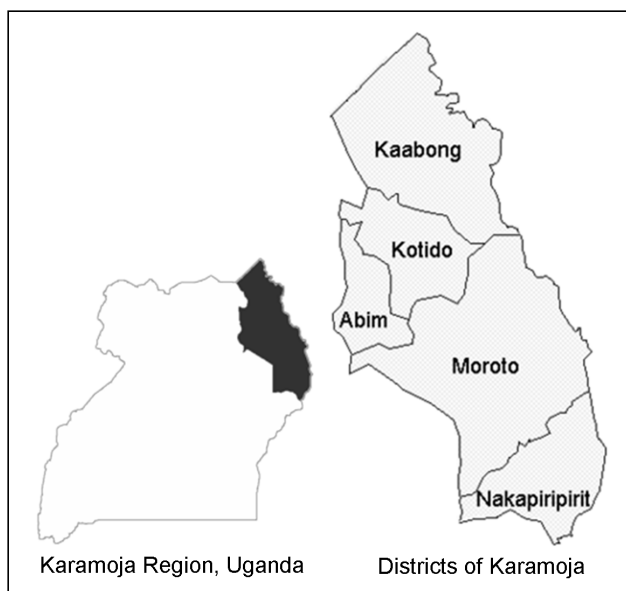 Kaabong
Kotido
Abim
Moroto
Nakapiripirit
Karamoja Region, Uganda
Districts of Karamoja